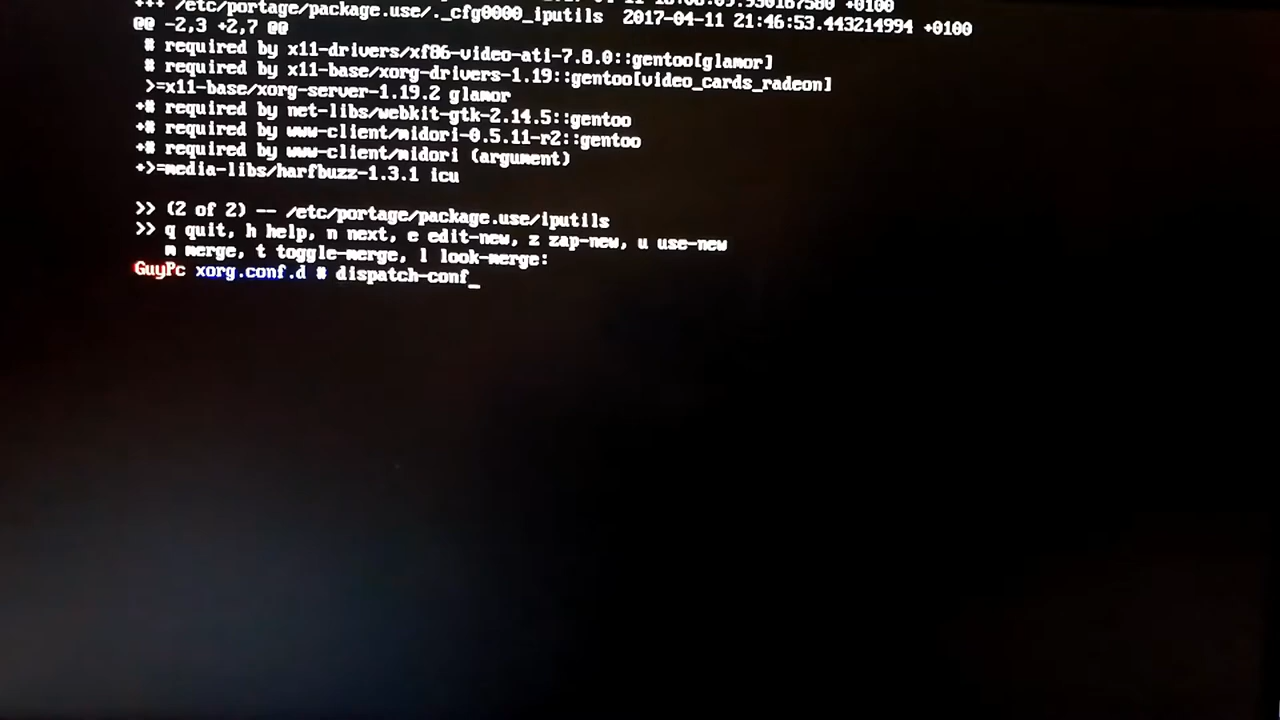 +++ /etc/portage/package.use/._cfg0000_iputils  2017-04-11 21:46:53.443214994 +0100
@@ -2,3 +2,7 @@
 # required by x11-drivers/xf86-video-ati-7.8.0::gentoo[glamor]
 # required by x11-base/xorg-drivers-1.19::gentoo[video_cards_radeon]
 >=x11-base/xorg-server-1.19.2 glamor
+# required by net-libs/webkit-gtk-2.14.5::gentoo
+# required by www-client/midori-0.5.11-r2::gentoo
+# required by www-client/midori (argument)
+>=media-libs/harfbuzz-1.3.1 icu
>> (2 of 2) -- /etc/portage/package.use/iputils
>> q quit, h help, n next, e edit-new, z zap-new, u use-new
   m merge, t toggle-merge, l look-merge:
GuyPc xorg.conf.d # dispatch-conf_